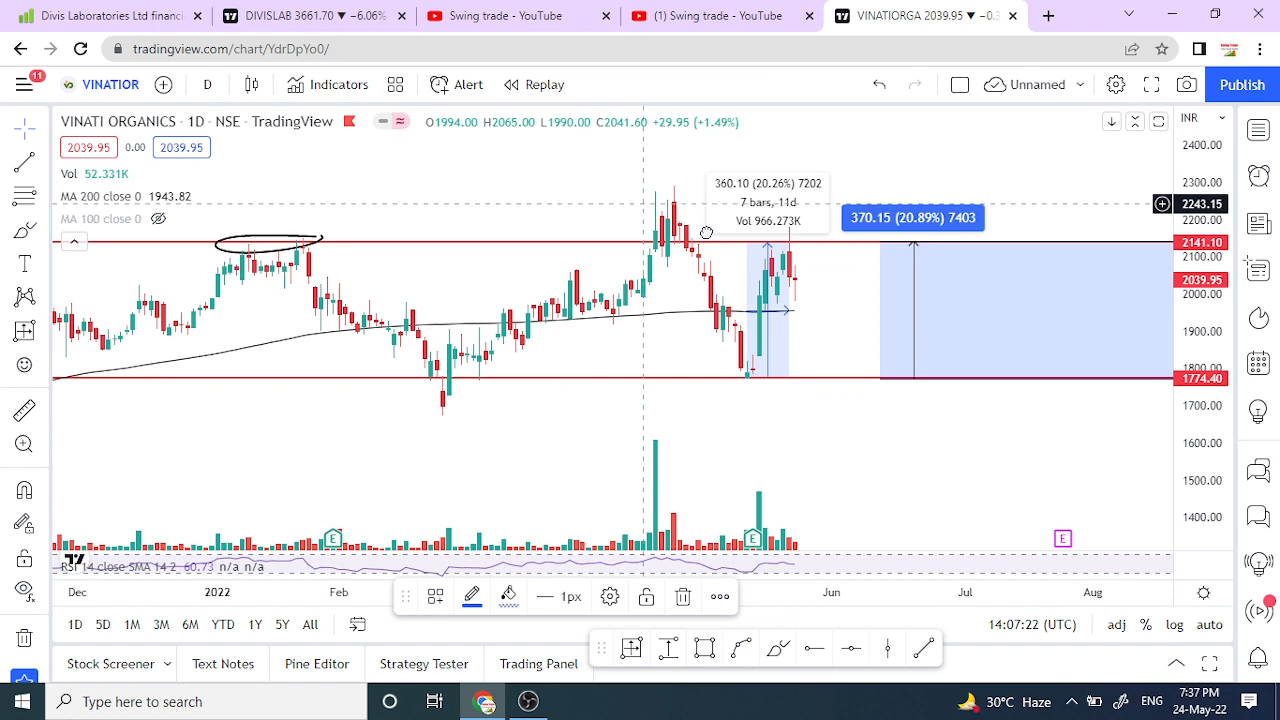 Divi's Laboratories financi
DIVISLAB 3661.70 ▼ −6.06%
Swing trade - YouTube
(1) Swing trade - YouTube
VINATIORGA 2039.95 ▼ −0.3
tradingview.com/chart/YdrDpYo0/
11
VINATIOR
D
Indicators
Alert
Replay
Unnamed
Publish
VINATI ORGANICS · 1D · NSE · TradingView
O1994.00 H2065.00 L1990.00 C2041.60 +29.95 (+1.49%)
INR
2039.95
0.00
2039.95
Vol 52.331K
MA 200 close 0 1943.82
MA 100 close 0
360.10 (20.26%) 7202
7 bars, 11d
Vol 966.273K
370.15 (20.89%) 7403
2400.00
2300.00
2243.15
2200.00
2141.10
2100.00
2039.95
2000.00
1900.00
1800.00
1774.40
1700.00
1600.00
1500.00
1400.00
E
E
E
RSI 14 close SMA 14 2 60.73 n/a n/a
Dec
2022
Feb
Jun
Jul
Aug
1px
1D 5D 1M 3M 6M YTD 1Y 5Y All
14:07:22 (UTC)
adj % log auto
Stock Screener
Text Notes
Pine Editor
Strategy Tester
Trading Panel
Type here to search
30°C Haze
ENG
7:37 PM
24-May-22